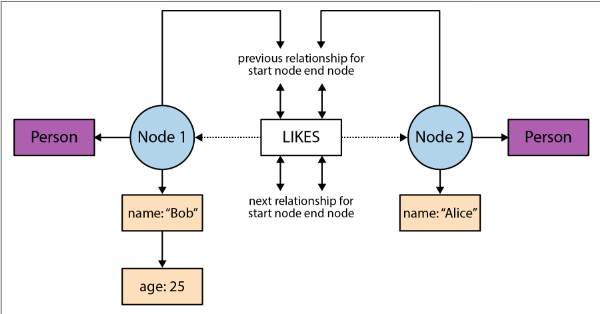 previous relationship for
start node end node
Person
Node 1
LIKES
Node 2
Person
name: “Bob”
next relationship for
start node end node
name: “Alice”
age: 25